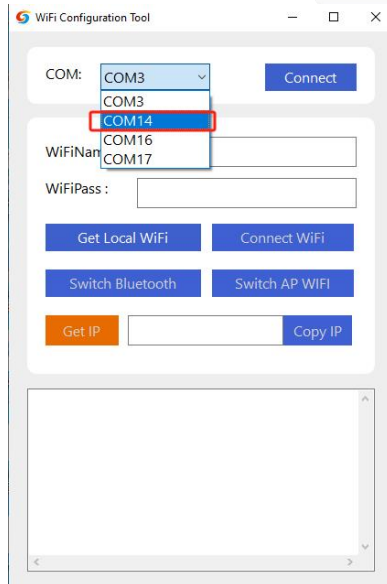 WiFi Configuration Tool
COM: COM3 Connect
COM3
COM14
COM16
COM17
WiFiPass :
Get Local WiFi Connect WiFi
Switch Bluetooth Switch AP WIFI
Get IP Copy IP